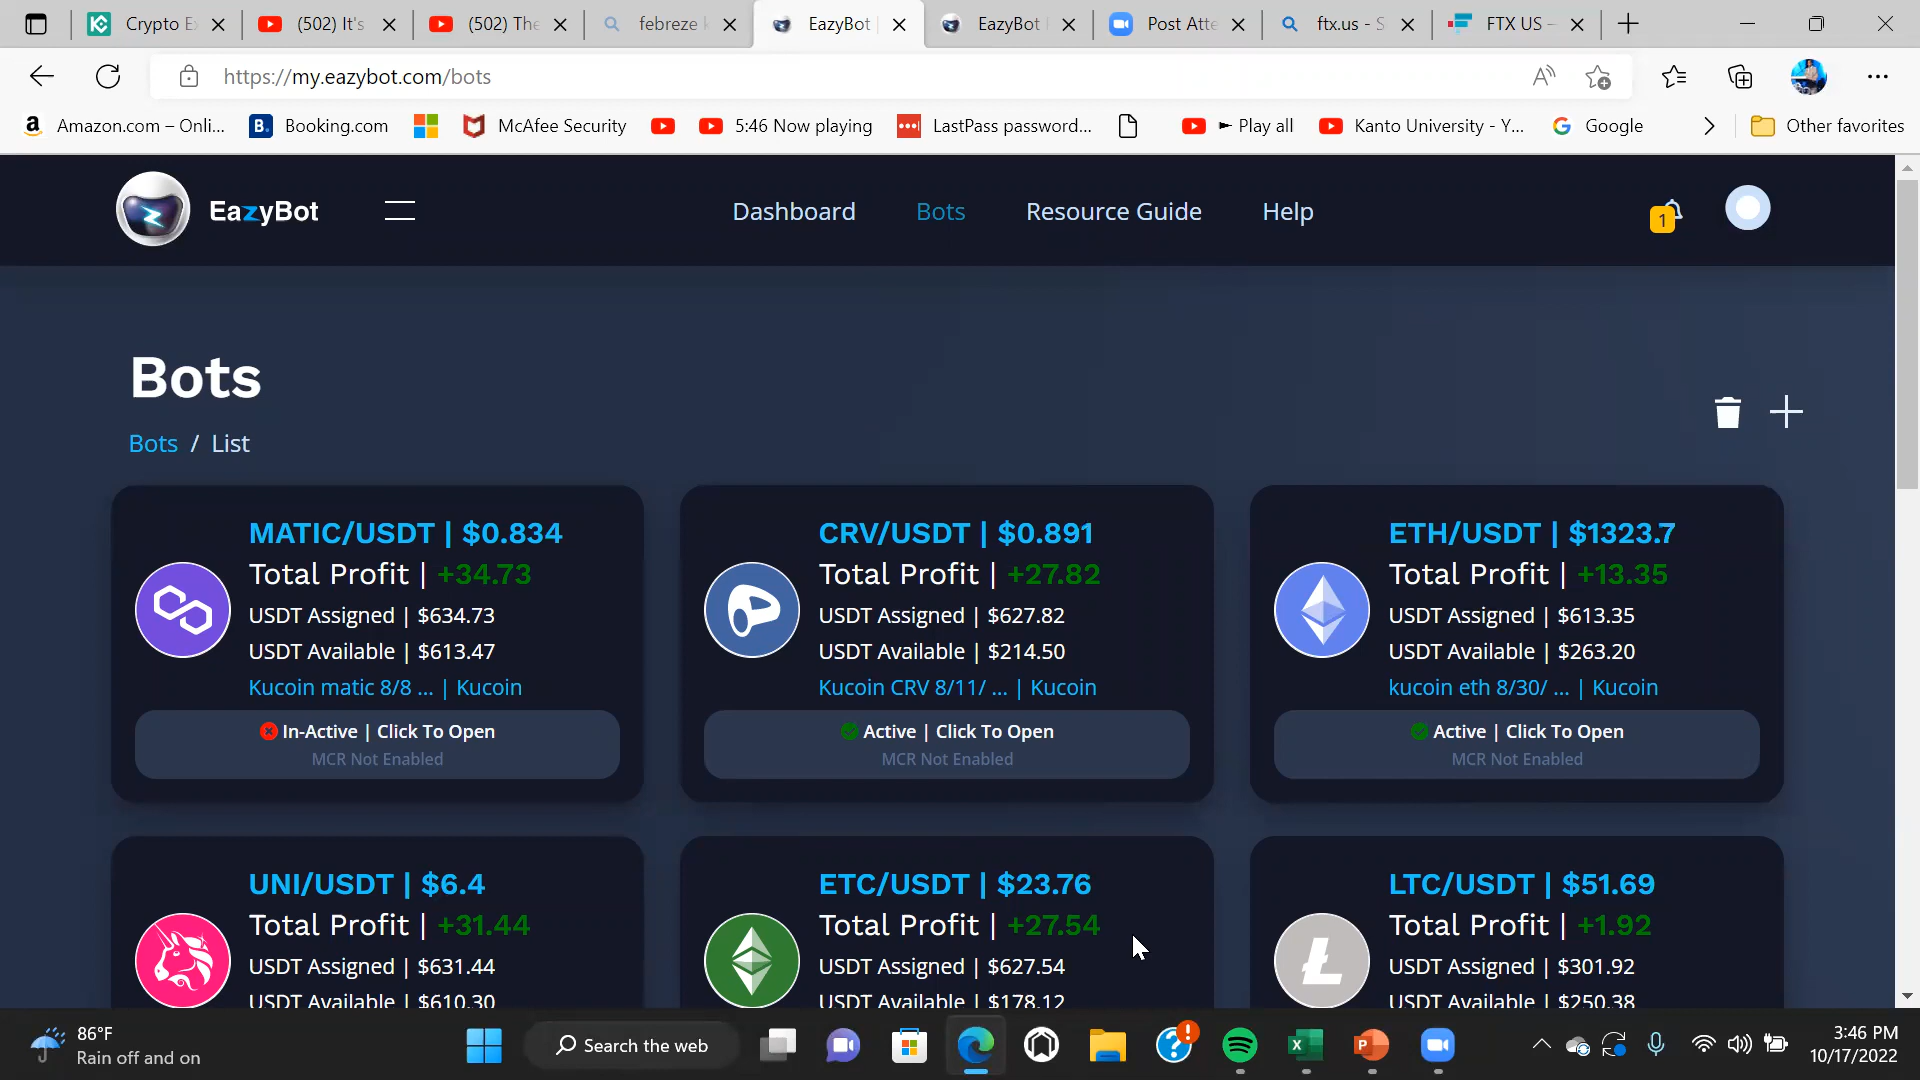 Crypto E
(502) It's
(502) The
febreze
EazyBot
EazyBot
Post Atte
ftx.us - S
FTX US –
https://my.eazybot.com/bots
Amazon.com – Onli...
Booking.com
McAfee Security
5:46 Now playing
LastPass password...
► Play all
Kanto University - Y...
Google
Other favorites
EazyBot
Dashboard
Bots
Resource Guide
Help
1
Bots
Bots / List
MATIC/USDT | $0.834
Total Profit | +34.73
USDT Assigned | $634.73
USDT Available | $613.47
Kucoin matic 8/8 ... | Kucoin
In-Active | Click To Open
MCR Not Enabled
CRV/USDT | $0.891
Total Profit | +27.82
USDT Assigned | $627.82
USDT Available | $214.50
Kucoin CRV 8/11/ ... | Kucoin
Active | Click To Open
MCR Not Enabled
ETH/USDT | $1323.7
Total Profit | +13.35
USDT Assigned | $613.35
USDT Available | $263.20
kucoin eth 8/30/ ... | Kucoin
Active | Click To Open
MCR Not Enabled
UNI/USDT | $6.4
Total Profit | +31.44
USDT Assigned | $631.44
USDT Available | $610.30
ETC/USDT | $23.76
Total Profit | +27.54
USDT Assigned | $627.54
USDT Available | $178.12
LTC/USDT | $51.69
Total Profit | +1.92
USDT Assigned | $301.92
USDT Available | $250.38
86°F
Rain off and on
Search the web
3:46 PM
10/17/2022